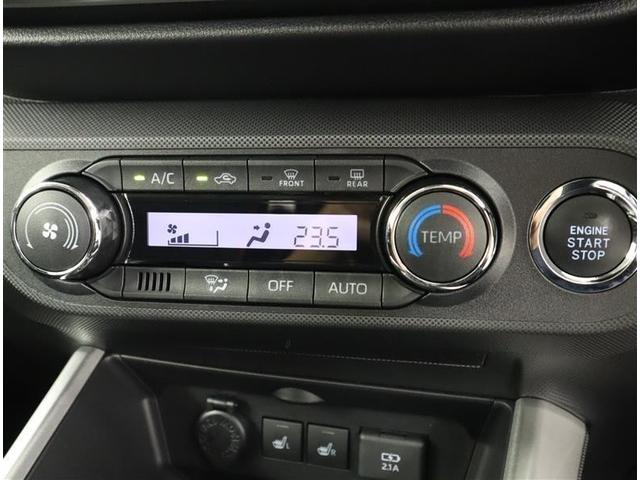 A/C
FRONT
REAR
23.5
TEMP
ENGINE
START
STOP
OFF
AUTO
L
R
2.1A